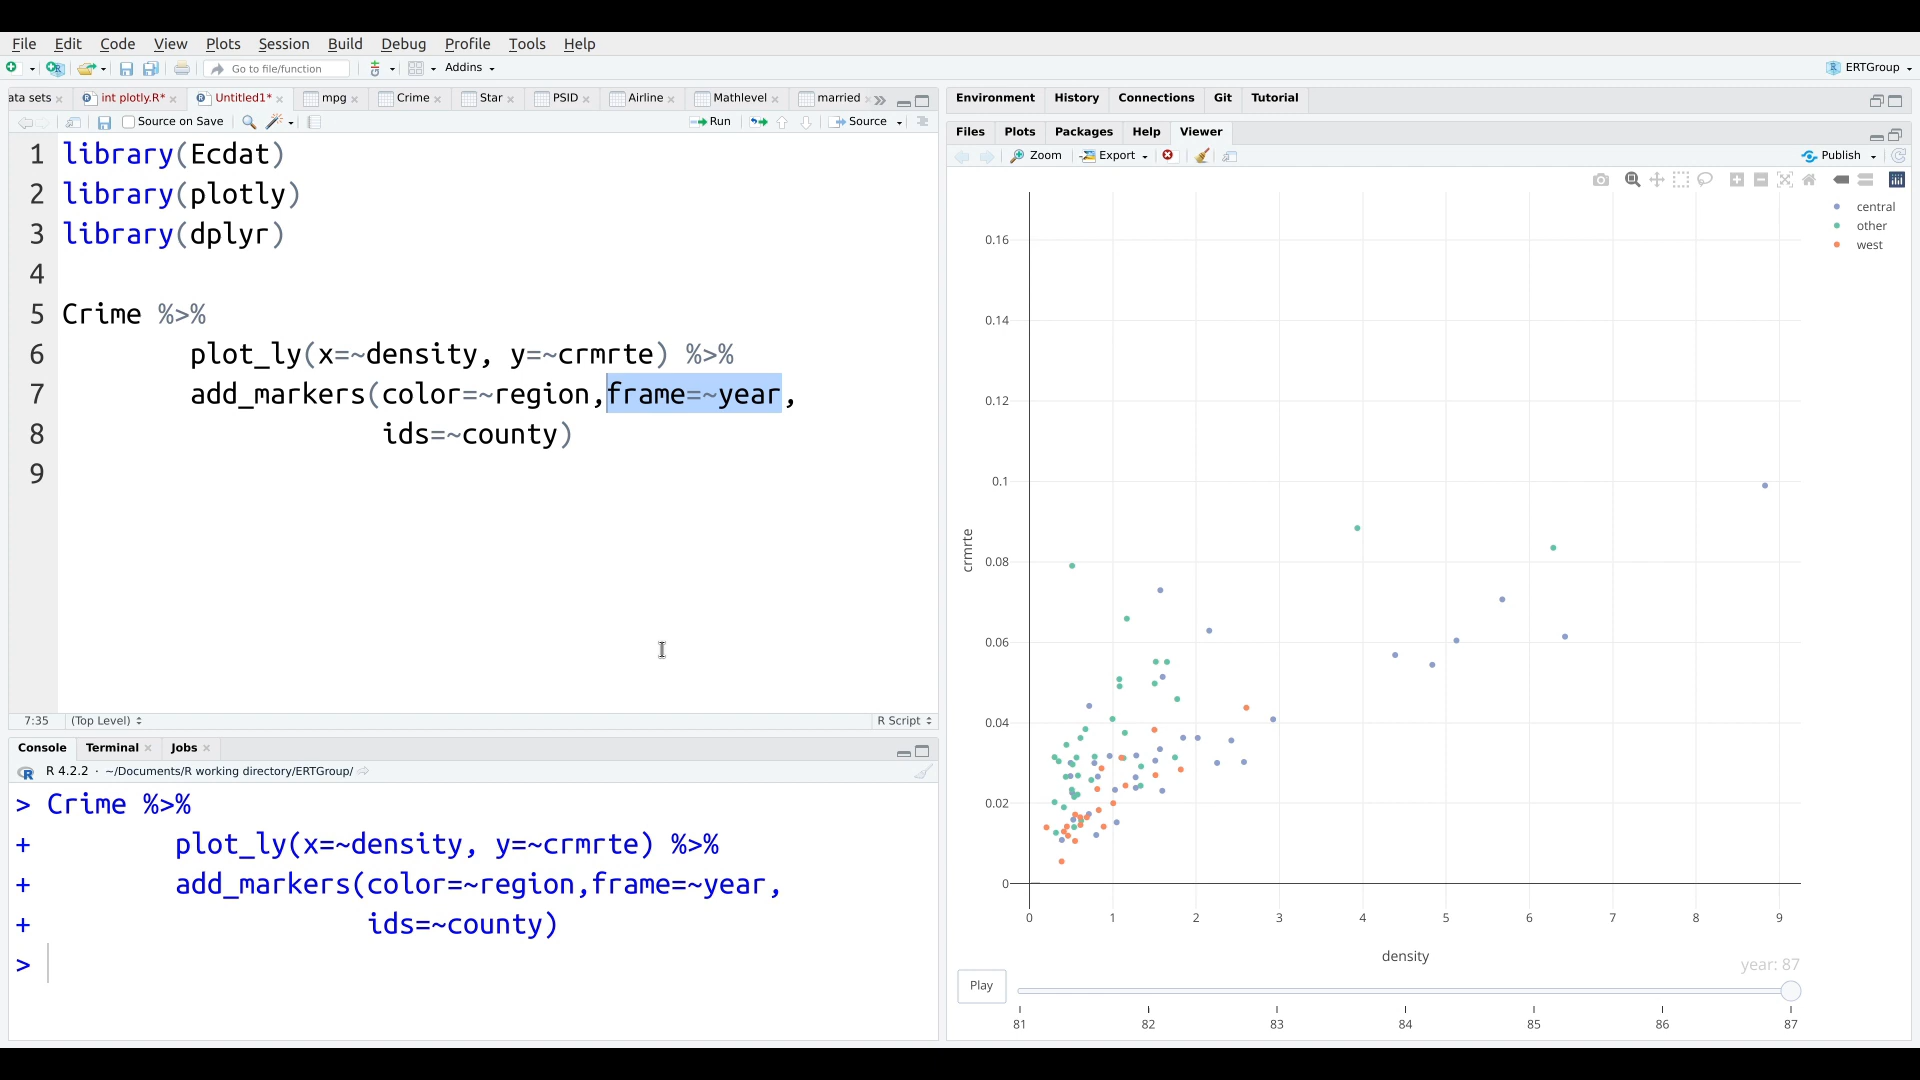 File Edit Code View Plots Session Build Debug Profile Tools Help
Go to file/function Addins ERTGroup
ata sets int plotly.R* Untitled1* mpg Crime Star PSID Airline Mathlevel married
Source on Save Run Source
1 library(Ecdat)
2 library(plotly)
3 library(dplyr)
4
5 Crime %>%
6 plot_ly(x=~density, y=~crmrte) %>%
7 add_markers(color=~region,frame=~year,
8 ids=~county)
9
7:35 (Top Level) R Script
Console Terminal Jobs
R 4.2.2 · ~/Documents/R working directory/ERTGroup/
> Crime %>%
+ plot_ly(x=~density, y=~crmrte) %>%
+ add_markers(color=~region,frame=~year,
+ ids=~county)
>
Environment History Connections Git Tutorial
Files Plots Packages Help Viewer
Zoom Export Publish
central
other
west
0.16
0.14
0.12
0.1
0.08
0.06
0.04
0.02
0
crmrte
0 1 2 3 4 5 6 7 8 9
density
year: 87
Play
81 82 83 84 85 86 87